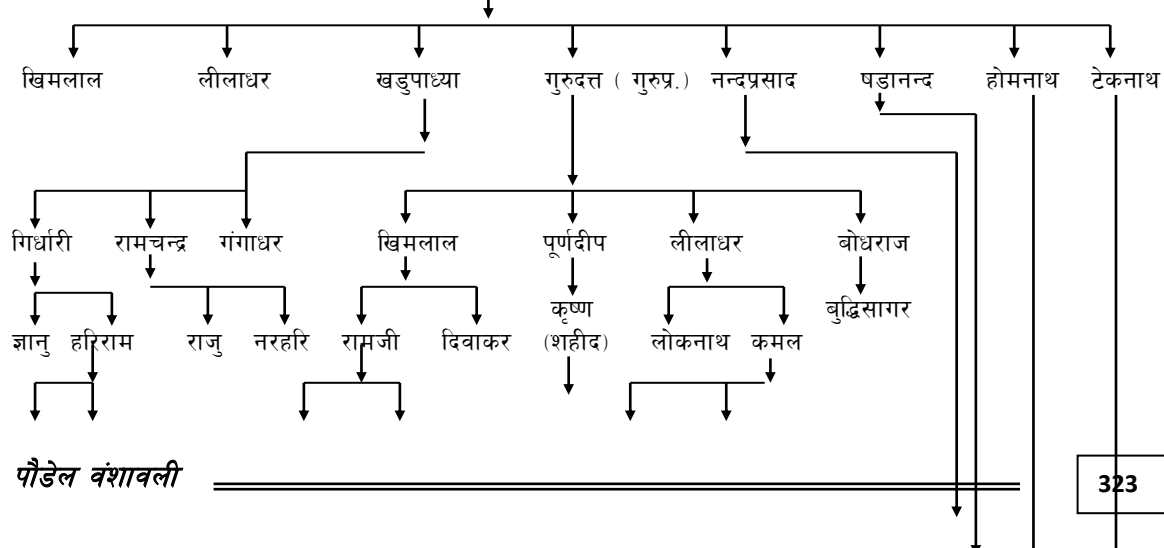 खिमलाल लीलाधर खडुपाध्या गुरुदत्त ( गुरुप्र.) नन्दप्रसाद षडानन्द होमनाथ टेकनाथ
गिर्धारी रामचन्द्र गंगाधर खिमलाल पूर्णदीप लीलाधर बोधराज
कृष्ण बुद्धिसागर
ज्ञानु हरिराम राजु नरहरि रामजी दिवाकर (शहीद) लोकनाथ कमल
पौडेल वंशावली 323